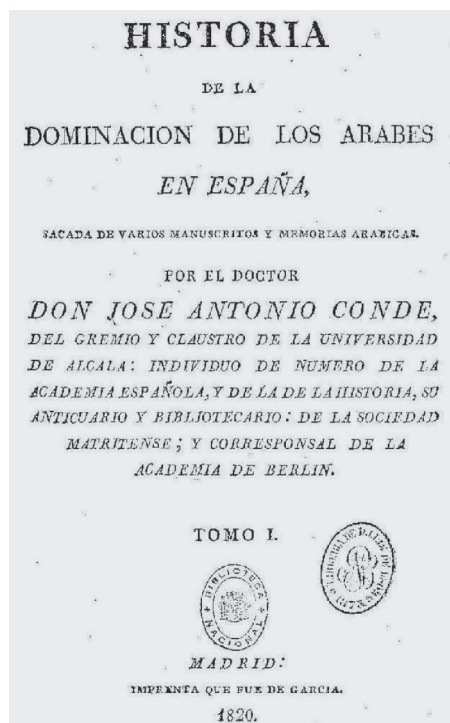 HISTORIA
DE LA
DOMINACION DE LOS ARABES
EN ESPAÑA,
SACADA DE VARIOS MANUSCRITOS Y MEMORIAS ARABIGAS.
POR EL DOCTOR
DON JOSE ANTONIO CONDE,
DEL GREMIO Y CLAUSTRO DE LA UNIVERSIDAD
DE ALCALA: INDIVIDUO DE NUMERO DE LA
ACADEMIA ESPAÑOLA, Y DE LA DE LA HISTORIA, SU
ANTICUARIO Y BIBLIOTECARIO: DE LA SOCIEDAD
MATRITENSE; Y CORRESPONSAL DE LA
ACADEMIA DE BERLIN.
TOMO I.
BIBLIOTECA
NACIONAL
MADRID:
IMPRENTA QUE FUE DE GARCIA.
1820.